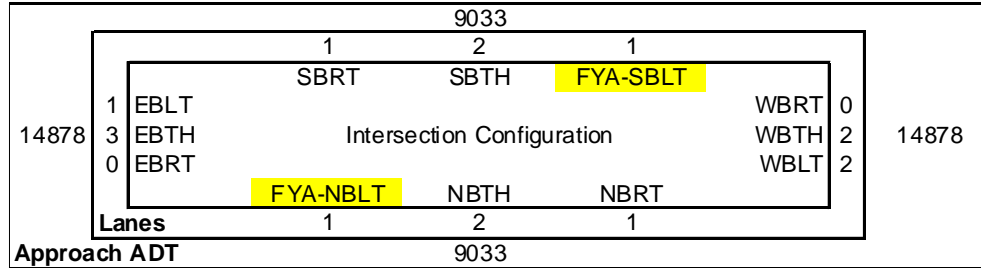 9033
1 2 1
SBRT SBTH FYA-SBLT
1 EBLT WBRT 0
14878 3 EBTH Intersection Configuration WBTH 2 14878
0 EBRT WBLT 2
FYA-NBLT NBTH NBRT
Lanes 1 2 1
Approach ADT 9033